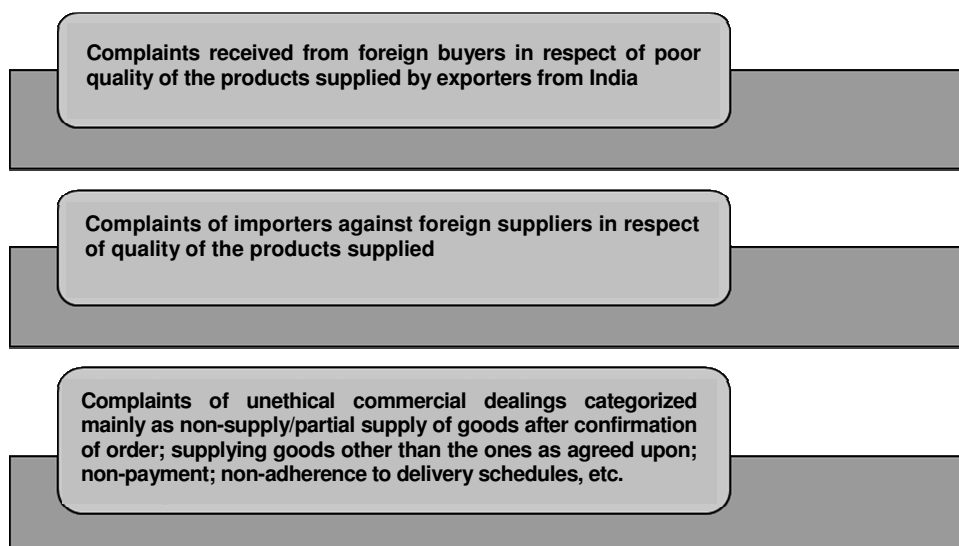 Complaints received from foreign buyers in respect of poor
quality of the products supplied by exporters from India
Complaints of importers against foreign suppliers in respect
of quality of the products supplied
Complaints of unethical commercial dealings categorized
mainly as non-supply/partial supply of goods after confirmation
of order; supplying goods other than the ones as agreed upon;
non-payment; non-adherence to delivery schedules, etc.